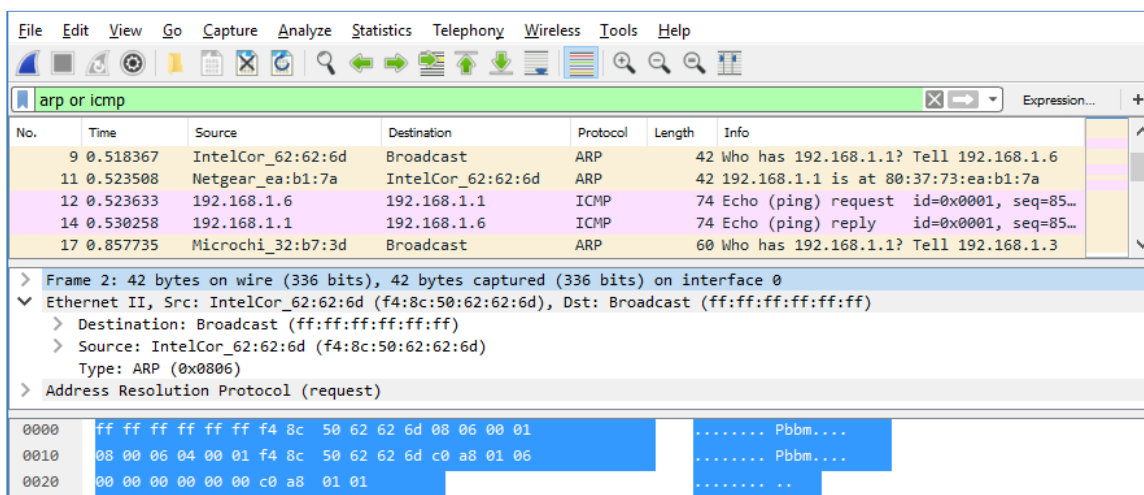 File Edit View Go Capture Analyze Statistics Telephony Wireless Tools Help
arp or icmp Expression... +
No. Time Source Destination Protocol Length Info
9 0.518367 IntelCor_62:62:6d Broadcast ARP 42 Who has 192.168.1.1? Tell 192.168.1.6
11 0.523508 Netgear_ea:b1:7a IntelCor_62:62:6d ARP 42 192.168.1.1 is at 80:37:73:ea:b1:7a
12 0.523633 192.168.1.6 192.168.1.1 ICMP 74 Echo (ping) request id=0x0001, seq=85…
14 0.530258 192.168.1.1 192.168.1.6 ICMP 74 Echo (ping) reply id=0x0001, seq=85…
17 0.857735 Microchi_32:b7:3d Broadcast ARP 60 Who has 192.168.1.1? Tell 192.168.1.3
Frame 2: 42 bytes on wire (336 bits), 42 bytes captured (336 bits) on interface 0
Ethernet II, Src: IntelCor_62:62:6d (f4:8c:50:62:62:6d), Dst: Broadcast (ff:ff:ff:ff:ff:ff)
Destination: Broadcast (ff:ff:ff:ff:ff:ff)
Source: IntelCor_62:62:6d (f4:8c:50:62:62:6d)
Type: ARP (0x0806)
Address Resolution Protocol (request)
0000 ff ff ff ff ff ff f4 8c 50 62 62 6d 08 06 00 01 ........ Pbbm....
0010 08 00 06 04 00 01 f4 8c 50 62 62 6d c0 a8 01 06 ........ Pbbm....
0020 00 00 00 00 00 00 c0 a8 01 01 ........ ..